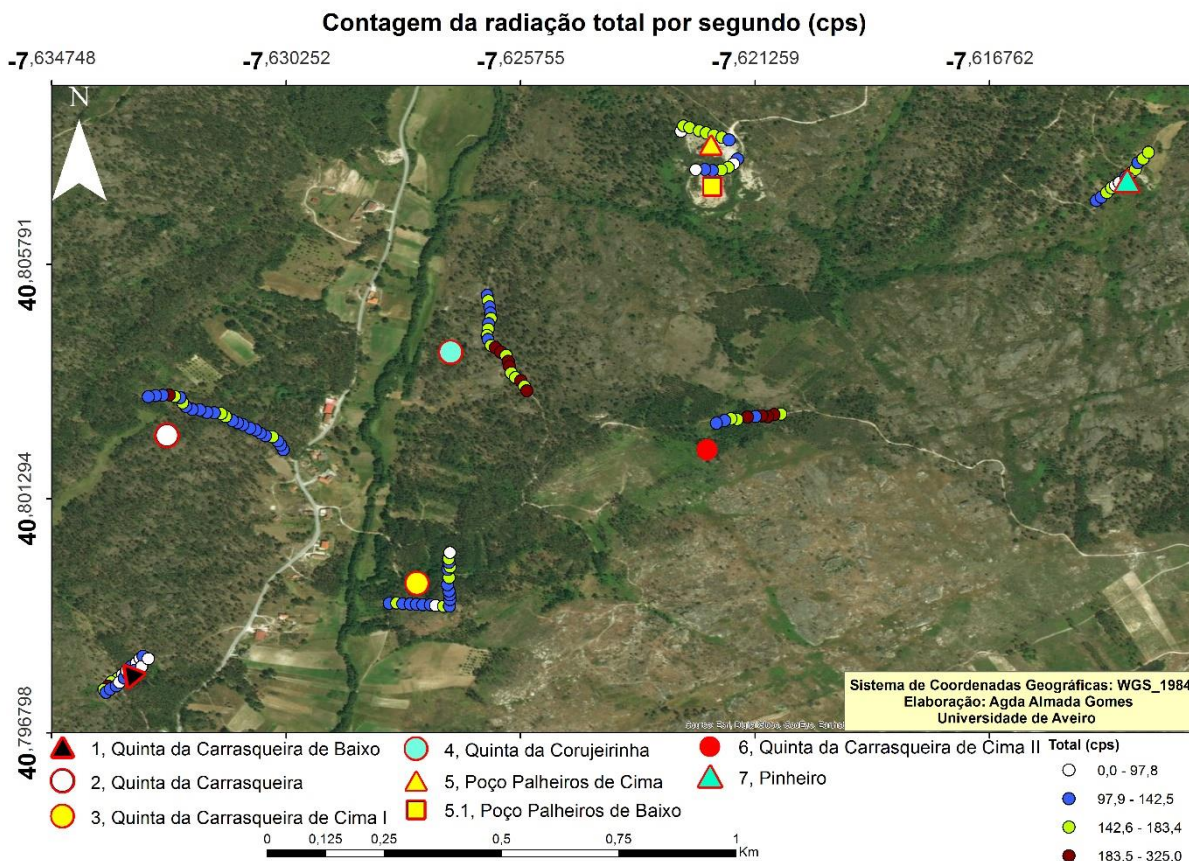 Contagem da radiação total por segundo (cps)
-7,634748 -7,630252 -7,625755 -7,621259 -7,616762
N
40,805791
40,801294
40,796798
Sistema de Coordenadas Geográficas: WGS_1984
Elaboração: Agda Almada Gomes
Universidade de Aveiro
1, Quinta da Carrasqueira de Baixo
2, Quinta da Carrasqueira
3, Quinta da Carrasqueira de Cima I
4, Quinta da Corujeirinha
5, Poço Palheiros de Cima
5.1, Poço Palheiros de Baixo
6, Quinta da Carrasqueira de Cima II
7, Pinheiro
Total (cps)
0,0 - 97,8
97,9 - 142,5
142,6 - 183,4
183,5 - 325,0
0 0,125 0,25 0,5 0,75 1
Km